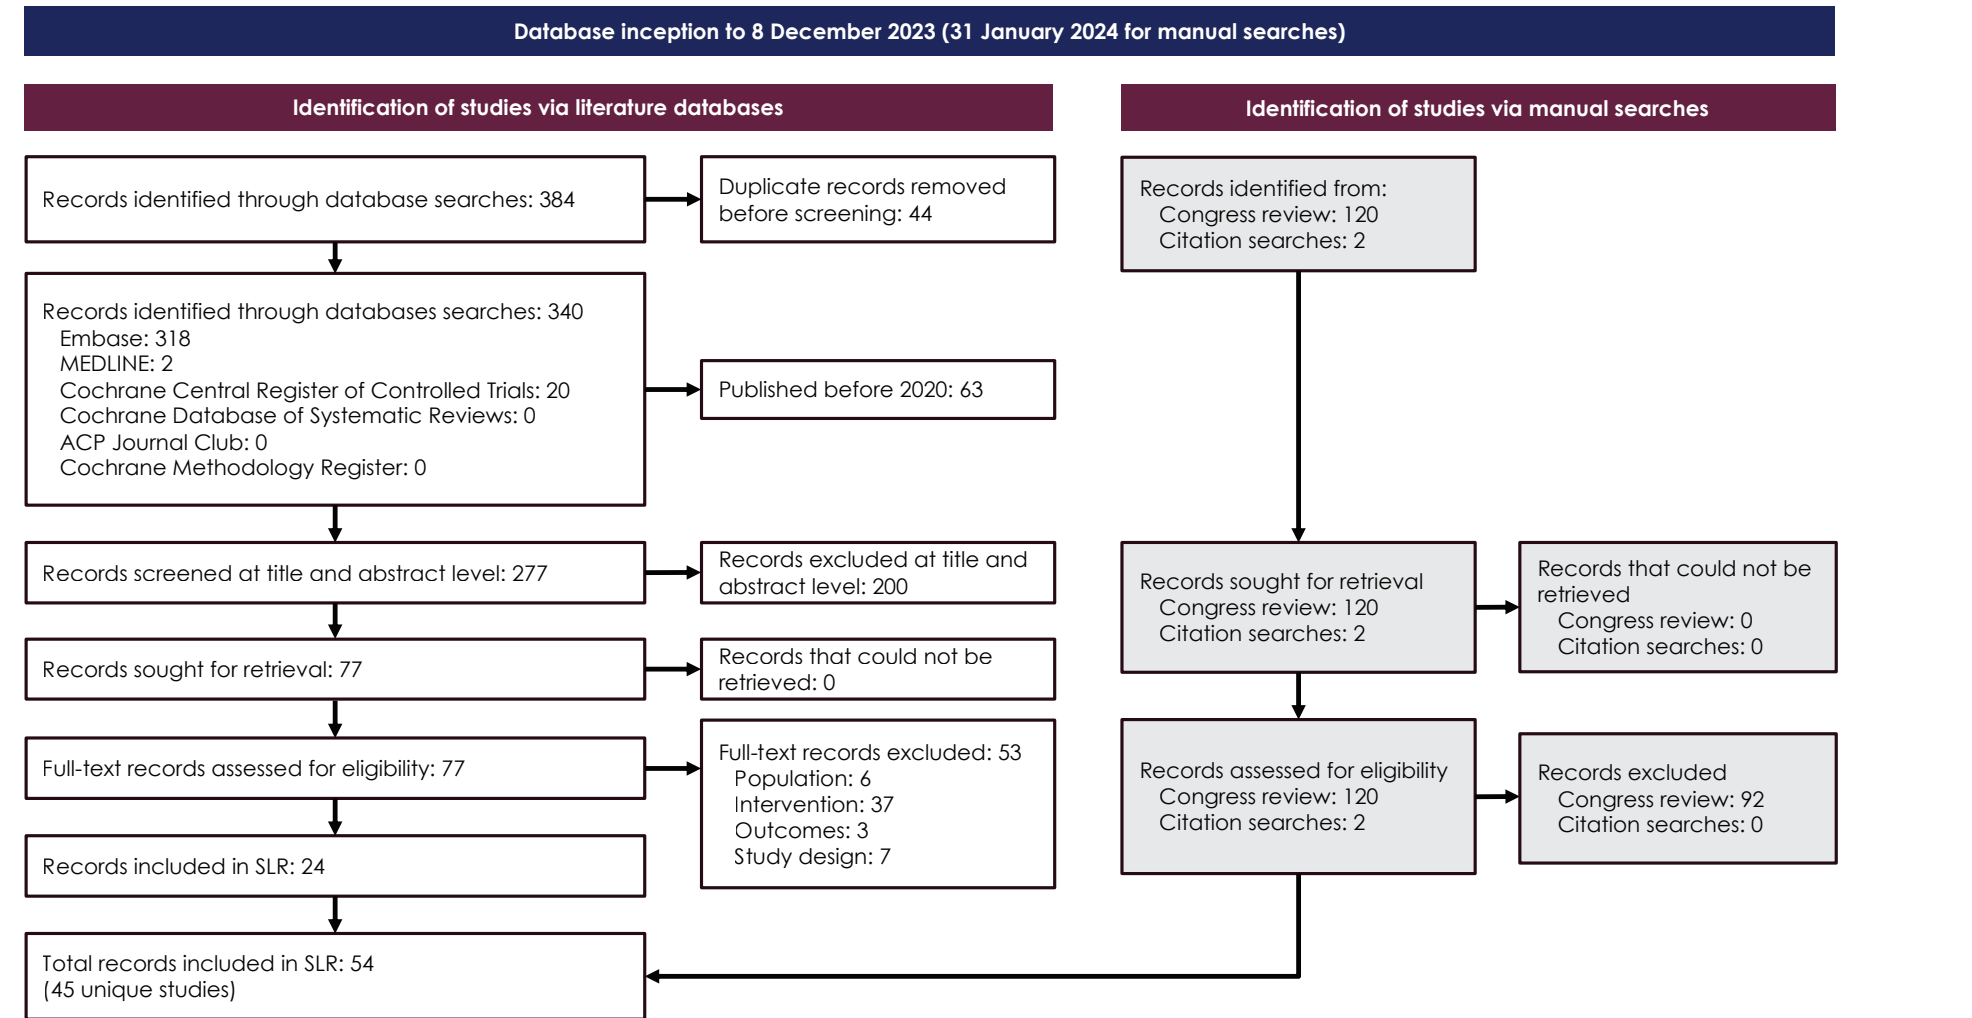 Database inception to 8 December 2023 (31 January 2024 for manual searches)
Identification of studies via literature databases
Records identified through database searches: 384
Duplicate records removed
before screening: 44
Records identified through databases searches: 340
Embase: 318
MEDLINE: 2
Cochrane Central Register of Controlled Trials: 20
Cochrane Database of Systematic Reviews: 0
ACP Journal Club: 0
Cochrane Methodology Register: 0
Published before 2020: 63
Records screened at title and abstract level: 277
Records excluded at title and
abstract level: 200
Records sought for retrieval: 77
Records that could not be
retrieved: 0
Full-text records assessed for eligibility: 77
Full-text records excluded: 53
Population: 6
Intervention: 37
Outcomes: 3
Study design: 7
Records included in SLR: 24
Total records included in SLR: 54
(45 unique studies)
Identification of studies via manual searches
Records identified from:
Congress review: 120
Citation searches: 2
Records sought for retrieval
Congress review: 120
Citation searches: 2
Records that could not be
retrieved
Congress review: 0
Citation searches: 0
Records assessed for eligibility
Congress review: 120
Citation searches: 2
Records excluded
Congress review: 92
Citation searches: 0